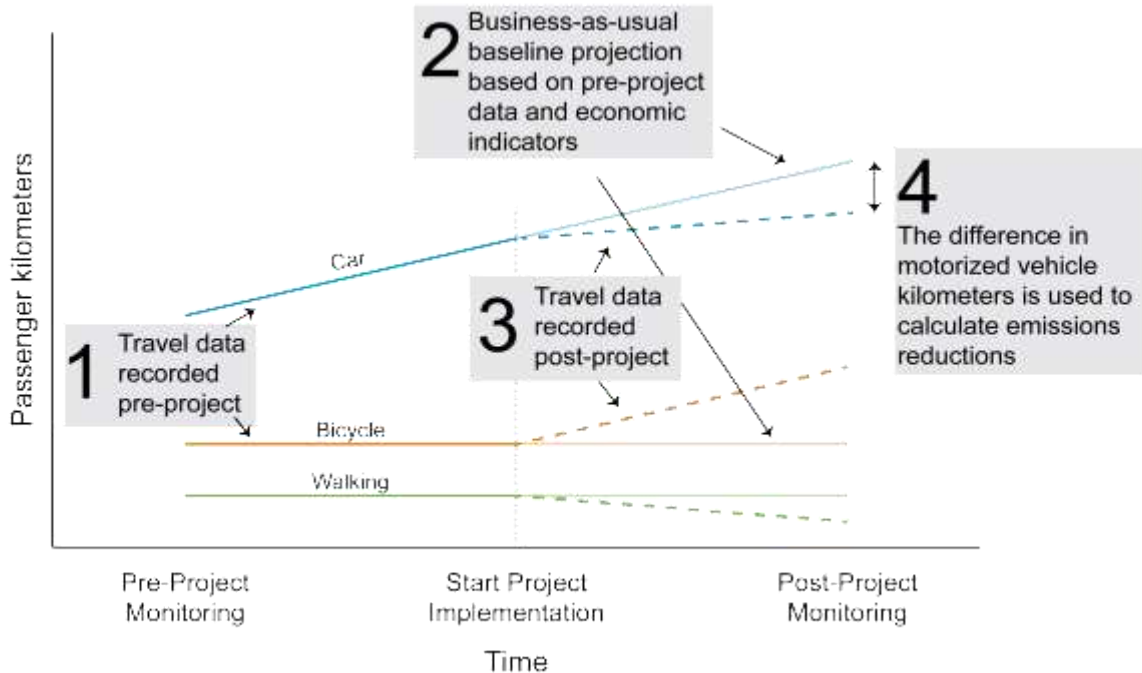 2
Business-as-usual
baseline projection
based on pre-project
data and economic
indicators
4
The difference in
motorized vehicle
kilometers is used to
calculate emissions
reductions
Car
3
Travel data
recorded
post-project
1
Travel data
recorded
pre-project
Bicycle
Walking
Passenger kilometers
Pre-Project
Monitoring
Start Project
Implementation
Post-Project
Monitoring
Time